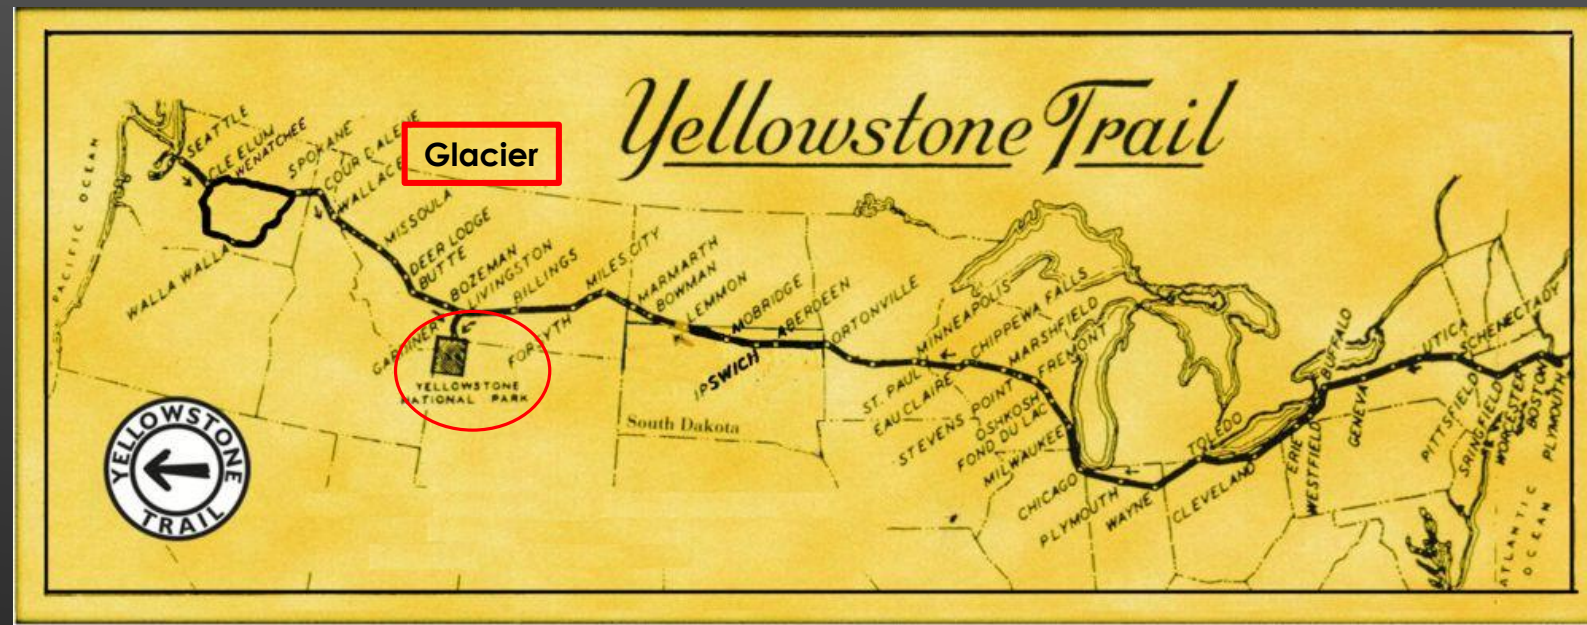 Yellowstone Trail
Glacier
PACIFIC OCEAN
SEATTLE
CLE ELUM
WENATCHEE
WALLA WALLA
SPOKANE
COUR D'ALENE
WALLACE
MISSOULA
DEER LODGE
BUTTE
BOZEMAN
LIVINGSTON
GARDINER
YELLOWSTONE
NATIONAL PARK
BILLINGS
FORSYTH
MILES CITY
MARMARTH
BOWMAN
LEMMON
MOBRIDGE
IPSWICH
ABERDEEN
South Dakota
ORTONVILLE
MINNEAPOLIS
ST. PAUL
EAU CLAIRE
CHIPPEWA FALLS
STEVENS POINT
MARSHFIELD
FREMONT
OSHKOSH
FOND DU LAC
MILWAUKEE
CHICAGO
PLYMOUTH
WAYNE
TOLEDO
CLEVELAND
ERIE
WESTFIELD
BUFFALO
GENEVA
UTICA
SCHENECTADY
PITTSFIELD
SRINGFIELD
WORCESTER
BOSTON
PLYMOUTH
ATLANTIC
OCEAN
YELLOWSTONE
TRAIL